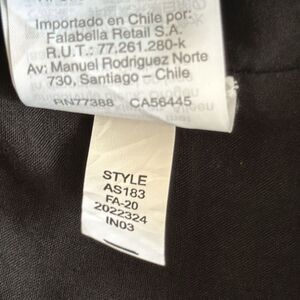 Importado en Chile por:
Falabella Retail S.A.
R.U.T.: 77.261.280-k
Av: Manuel Rodriguez Norte
730, Santiago - Chile
RN77388 CA56445
STYLE
AS183
FA-20
2022324
IN03